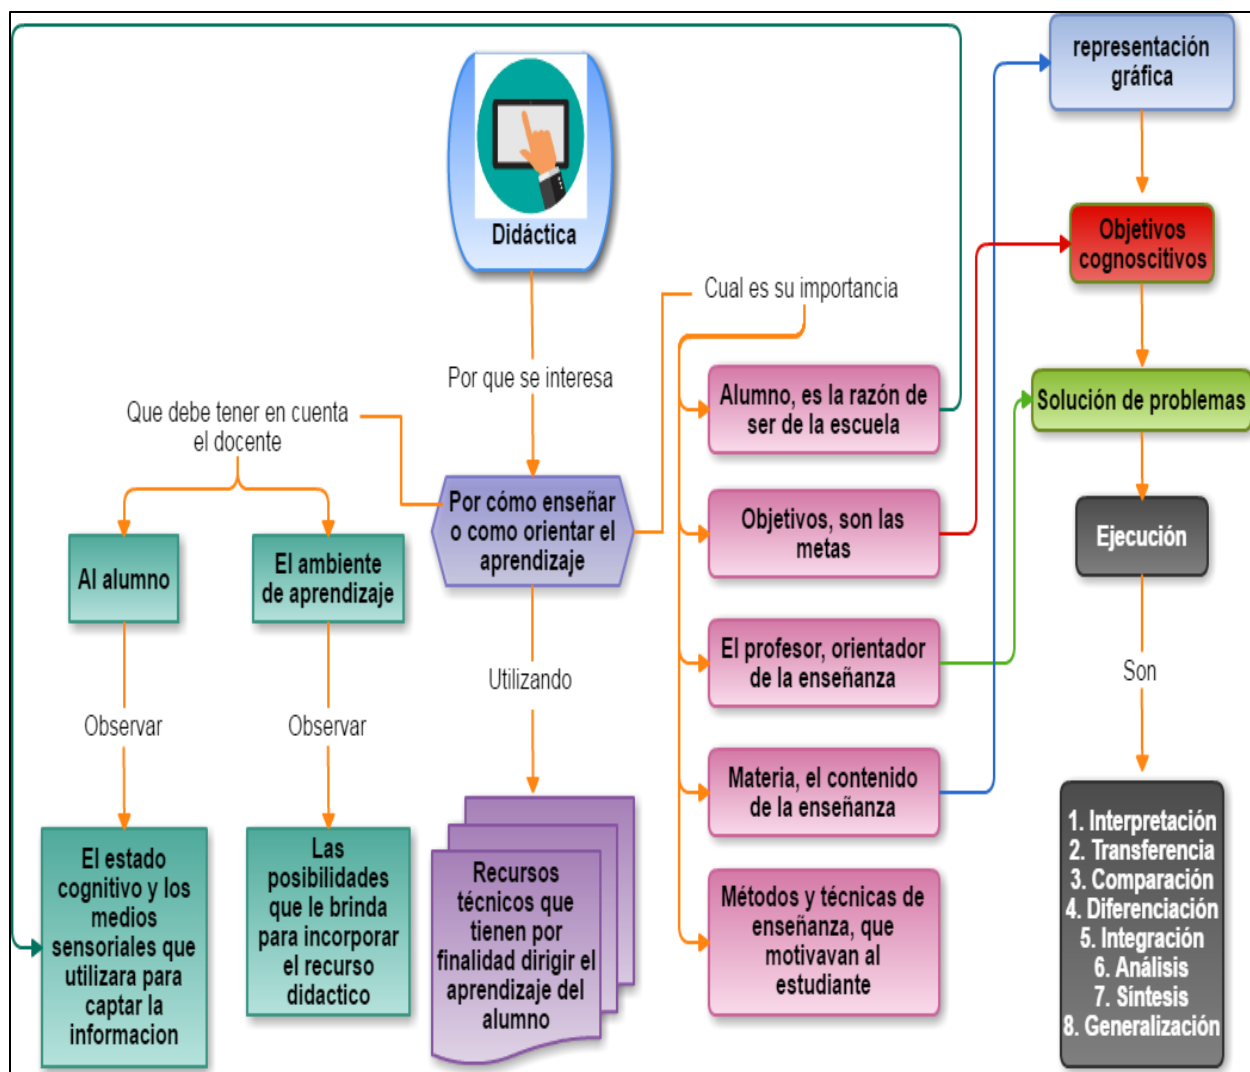 Didáctica
Por que se interesa
Por cómo enseñar
o como orientar el
aprendizaje
Que debe tener en cuenta
el docente
Al alumno
Observar
El estado
cognitivo y los
medios
sensoriales que
utilizara para
captar la
informacion
El ambiente
de aprendizaje
Observar
Las
posibilidades
que le brinda
para incorporar
el recurso
didactico
Utilizando
Recursos
técnicos que
tienen por
finalidad dirigir el
aprendizaje del
alumno
Cual es su importancia
Alumno, es la razón de
ser de la escuela
Objetivos, son las
metas
El profesor, orientador
de la enseñanza
Materia, el contenido
de la enseñanza
Métodos y técnicas de
enseñanza, que
motivavan al
estudiante
representación
gráfica
Objetivos
cognoscitivos
Solución de problemas
Ejecución
Son
1. Interpretación
2. Transferencia
3. Comparación
4. Diferenciación
5. Integración
6. Análisis
7. Síntesis
8. Generalización